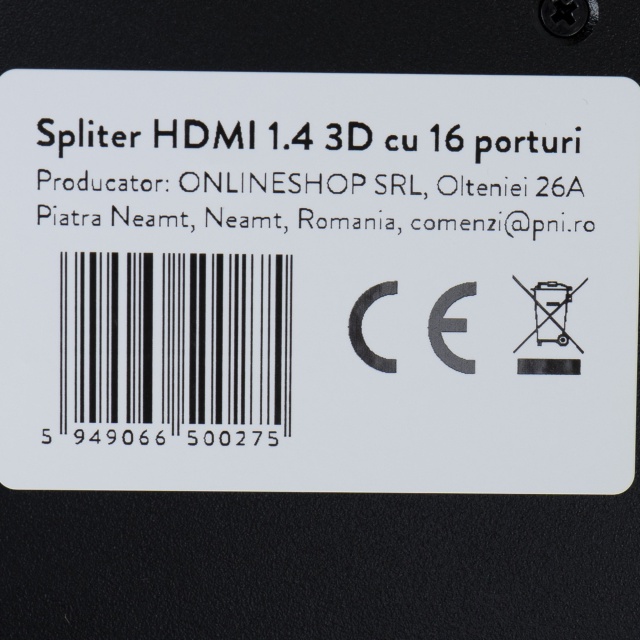 Spliter HDMI 1.4 3D cu 16 porturi
Producator: ONLINESHOP SRL, Olteniei 26A
Piatra Neamt, Neamt, Romania, comenzi@pni.ro
CE
5 949066 500275